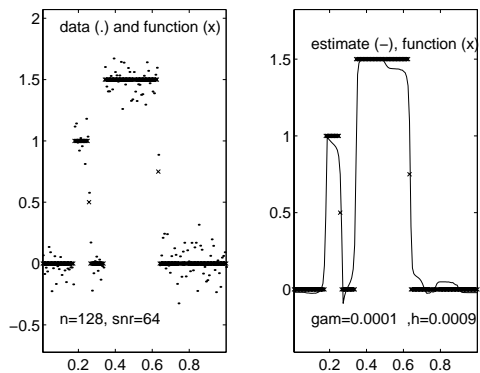 data (.) and function (x)
2
1.5
1
0.5
0
−0.5
n=128, snr=64
0.2 0.4 0.6 0.8
estimate (−), function (x)
1.5
1
0.5
0
gam=0.0001 ,h=0.0009
0.2 0.4 0.6 0.8